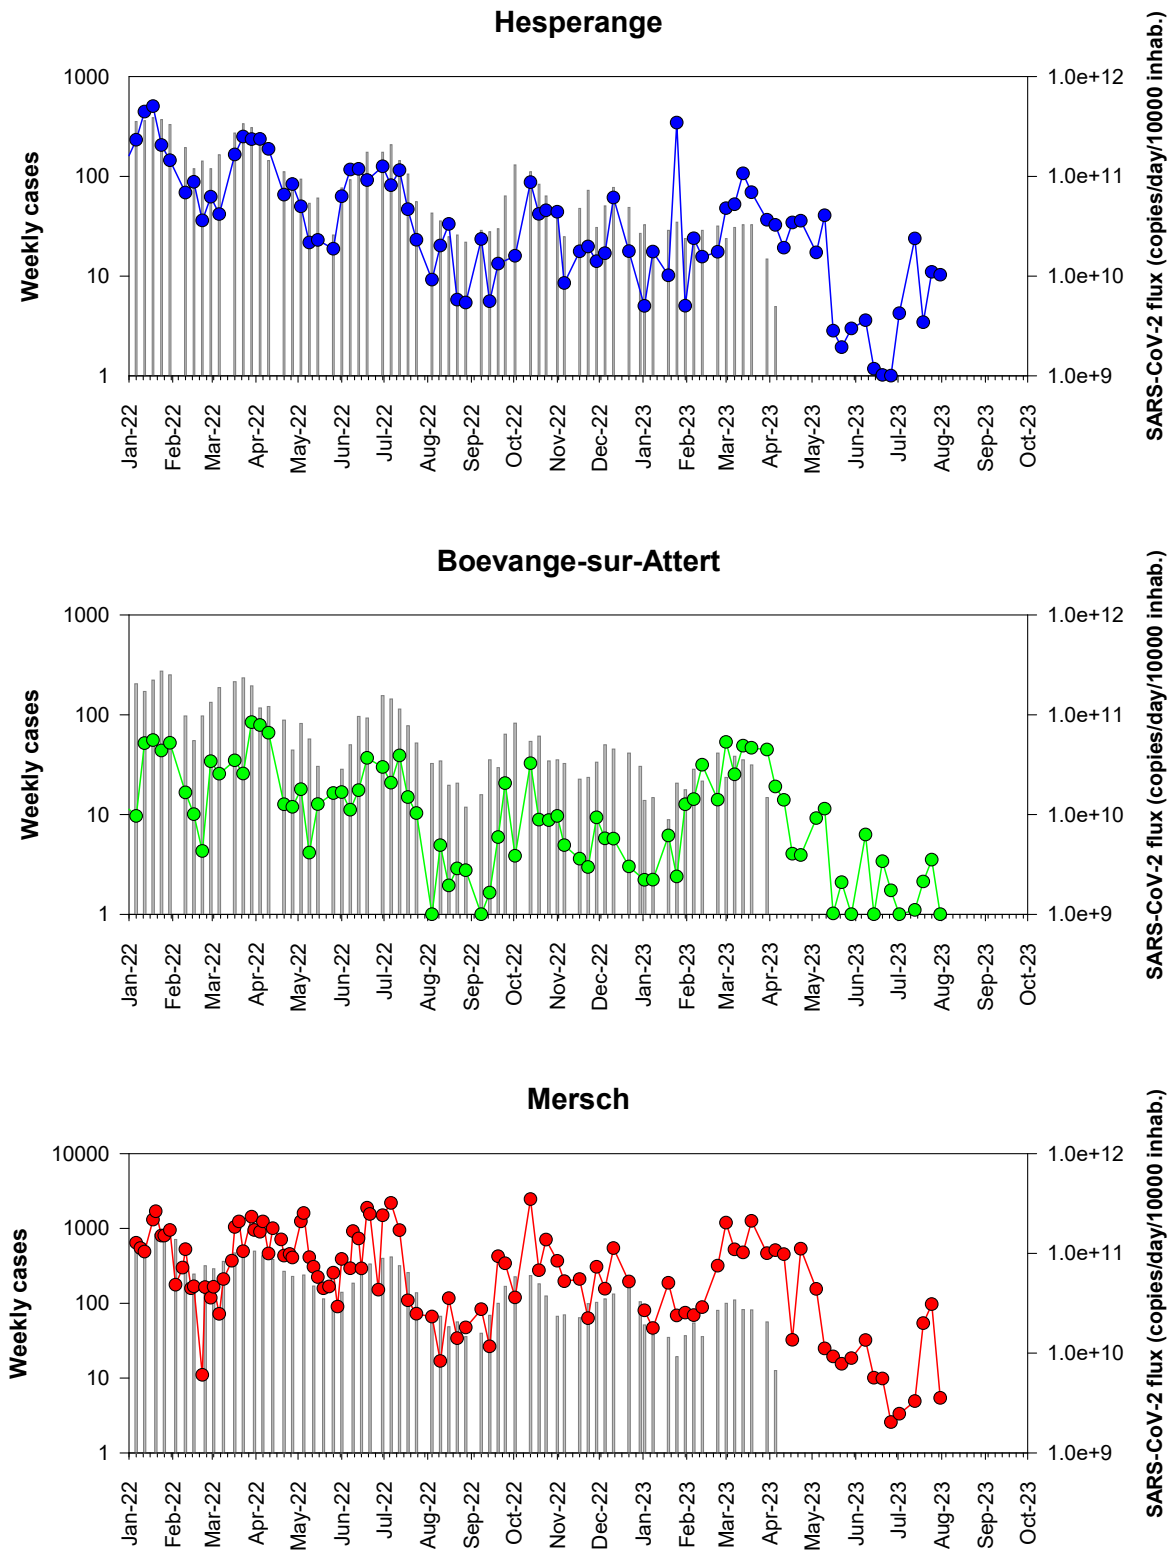 Hesperange
Weekly cases
1000
100
10
1
1.0e+12
1.0e+11
1.0e+10
1.0e+9
SARS-CoV-2 flux (copies/day/10000 inhab.)
Jan-22
Feb-22
Mar-22
Apr-22
May-22
Jun-22
Jul-22
Aug-22
Sep-22
Oct-22
Nov-22
Dec-22
Jan-23
Feb-23
Mar-23
Apr-23
May-23
Jun-23
Jul-23
Aug-23
Sep-23
Oct-23
Boevange-sur-Attert
Weekly cases
1000
100
10
1
1.0e+12
1.0e+11
1.0e+10
1.0e+9
SARS-CoV-2 flux (copies/day/10000 inhab.)
Jan-22
Feb-22
Mar-22
Apr-22
May-22
Jun-22
Jul-22
Aug-22
Sep-22
Oct-22
Nov-22
Dec-22
Jan-23
Feb-23
Mar-23
Apr-23
May-23
Jun-23
Jul-23
Aug-23
Sep-23
Oct-23
Mersch
Weekly cases
10000
1000
100
10
1
1.0e+12
1.0e+11
1.0e+10
1.0e+9
SARS-CoV-2 flux (copies/day/10000 inhab.)
Jan-22
Feb-22
Mar-22
Apr-22
May-22
Jun-22
Jul-22
Aug-22
Sep-22
Oct-22
Nov-22
Dec-22
Jan-23
Feb-23
Mar-23
Apr-23
May-23
Jun-23
Jul-23
Aug-23
Sep-23
Oct-23